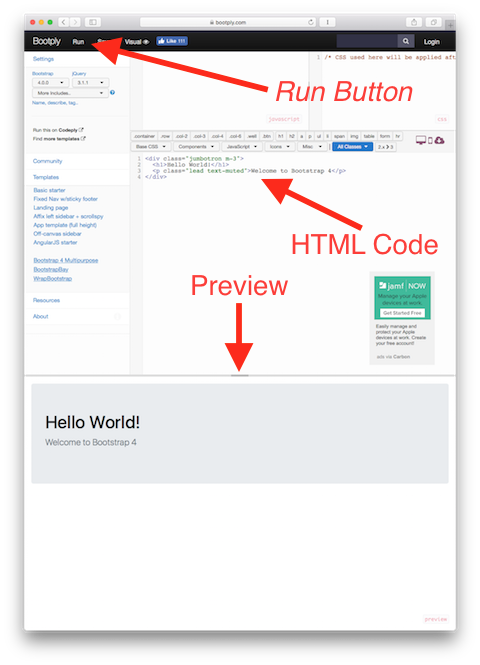 bootply.com
Bootply Run Visual Like 111 Login
Settings
/* CSS used here will be applied aft
Bootstrap jQuery
4.0.0 3.1.1
More Includes..
Name, describe, tag..
Run Button
javascript
css
Run this on Codeply
Find more templates
.container .row .col-2 .col-3 .col-4 .col-6 .well btn h1 h2 a p ul li span img table form hr
Base CSS Components JavaScript Icons Misc All Classes 2.x > 3
Community
Templates
Basic starter
Fixed Nav w/sticky footer
Landing page
Affix left sidebar + scrollspy
App template (full height)
Off-canvas sidebar
AngularJS starter
Bootstrap 4 Multipurpose
BootstrapBay
WrapBootstrap
Resources
About
1 <div class="jumbotron m-3">
2 <h1>Hello World!</h1>
3 <p class="lead text-muted">Welcome to Bootstrap 4</p>
4 </div>
HTML Code
Preview
jamf NOW
Manage your Apple
devices at work.
Get Started Free
Easily manage and
protect your Apple
devices at work. Create
your free account!
ads via Carbon
Hello World!
Welcome to Bootstrap 4
preview